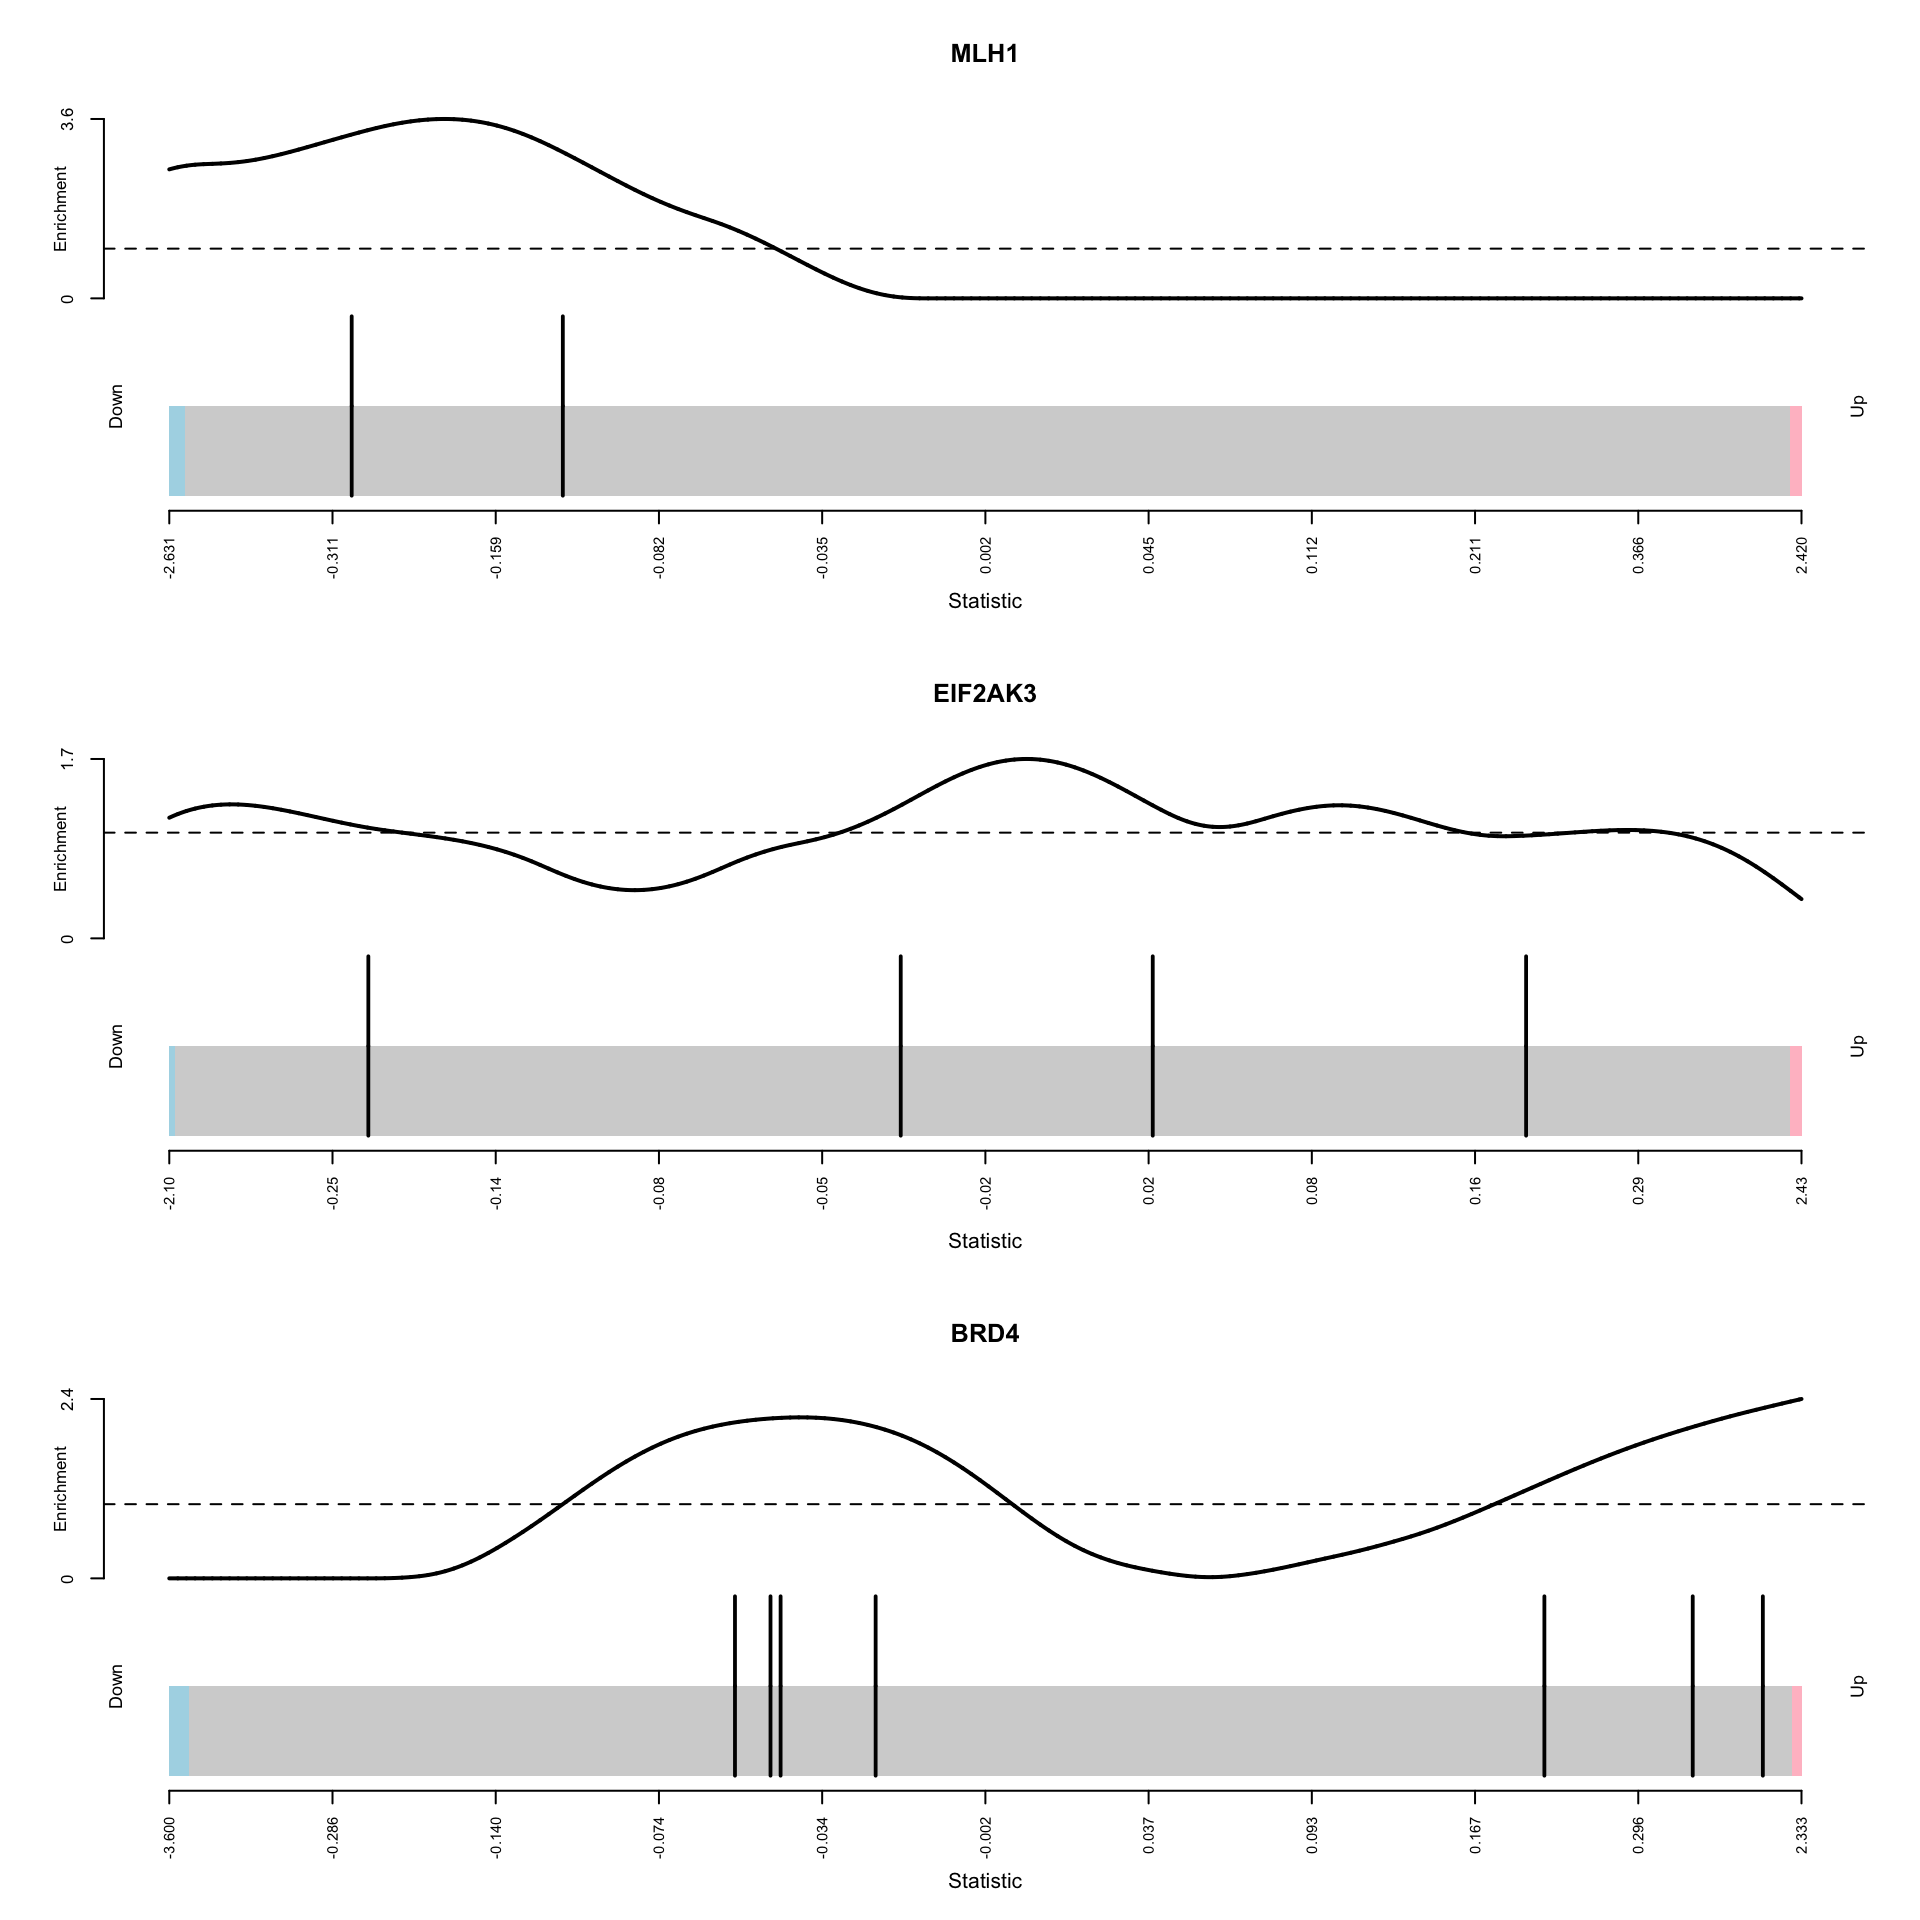 MLH1
3.6
Enrichment
0
Down
Up
-2.631 -0.311 -0.159 -0.082 -0.035 0.002 0.045 0.112 0.211 0.366 2.420
Statistic
EIF2AK3
1.7
Enrichment
0
Down
Up
-2.10 -0.25 -0.14 -0.08 -0.05 -0.02 0.02 0.08 0.16 0.29 2.43
Statistic
BRD4
2.4
Enrichment
0
Down
Up
-3.600 -0.286 -0.140 -0.074 -0.034 -0.002 0.037 0.093 0.167 0.296 2.333
Statistic